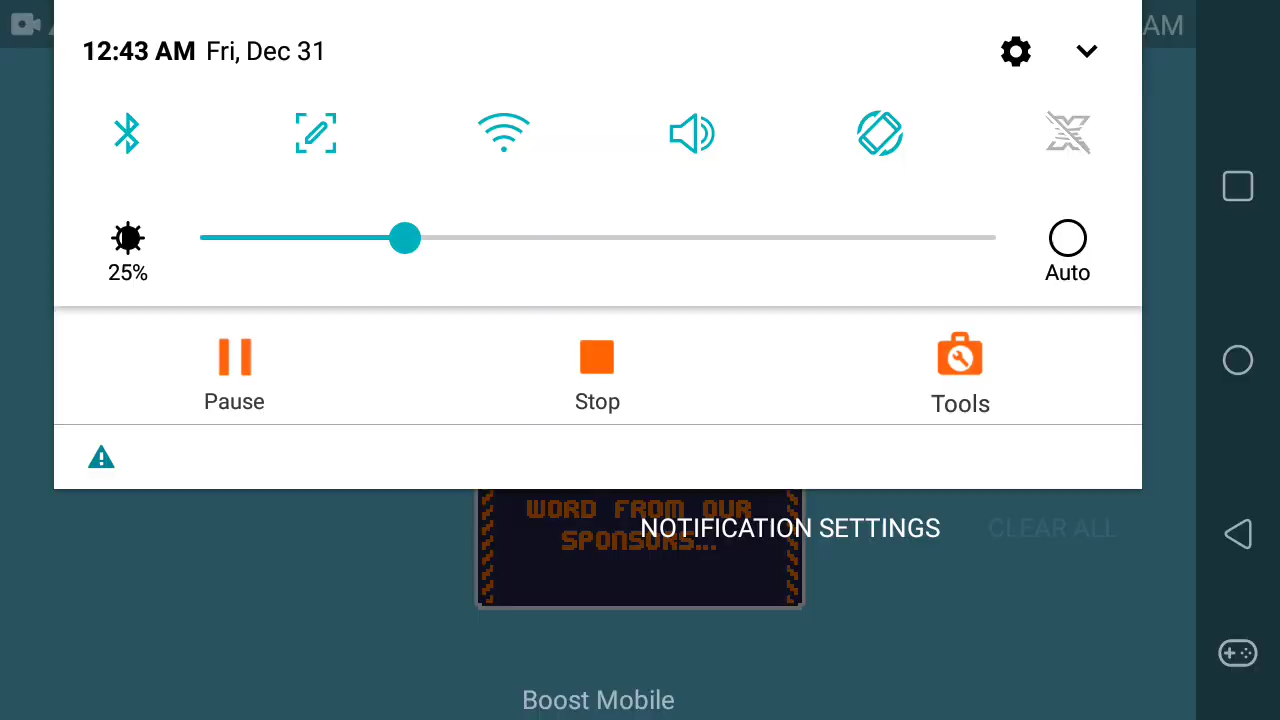 AM
12:43 AM Fri, Dec 31
25%
Auto
Pause
Stop
Tools
WORD FROM OUR
SPONSORS...
NOTIFICATION SETTINGS
CLEAR ALL
Boost Mobile